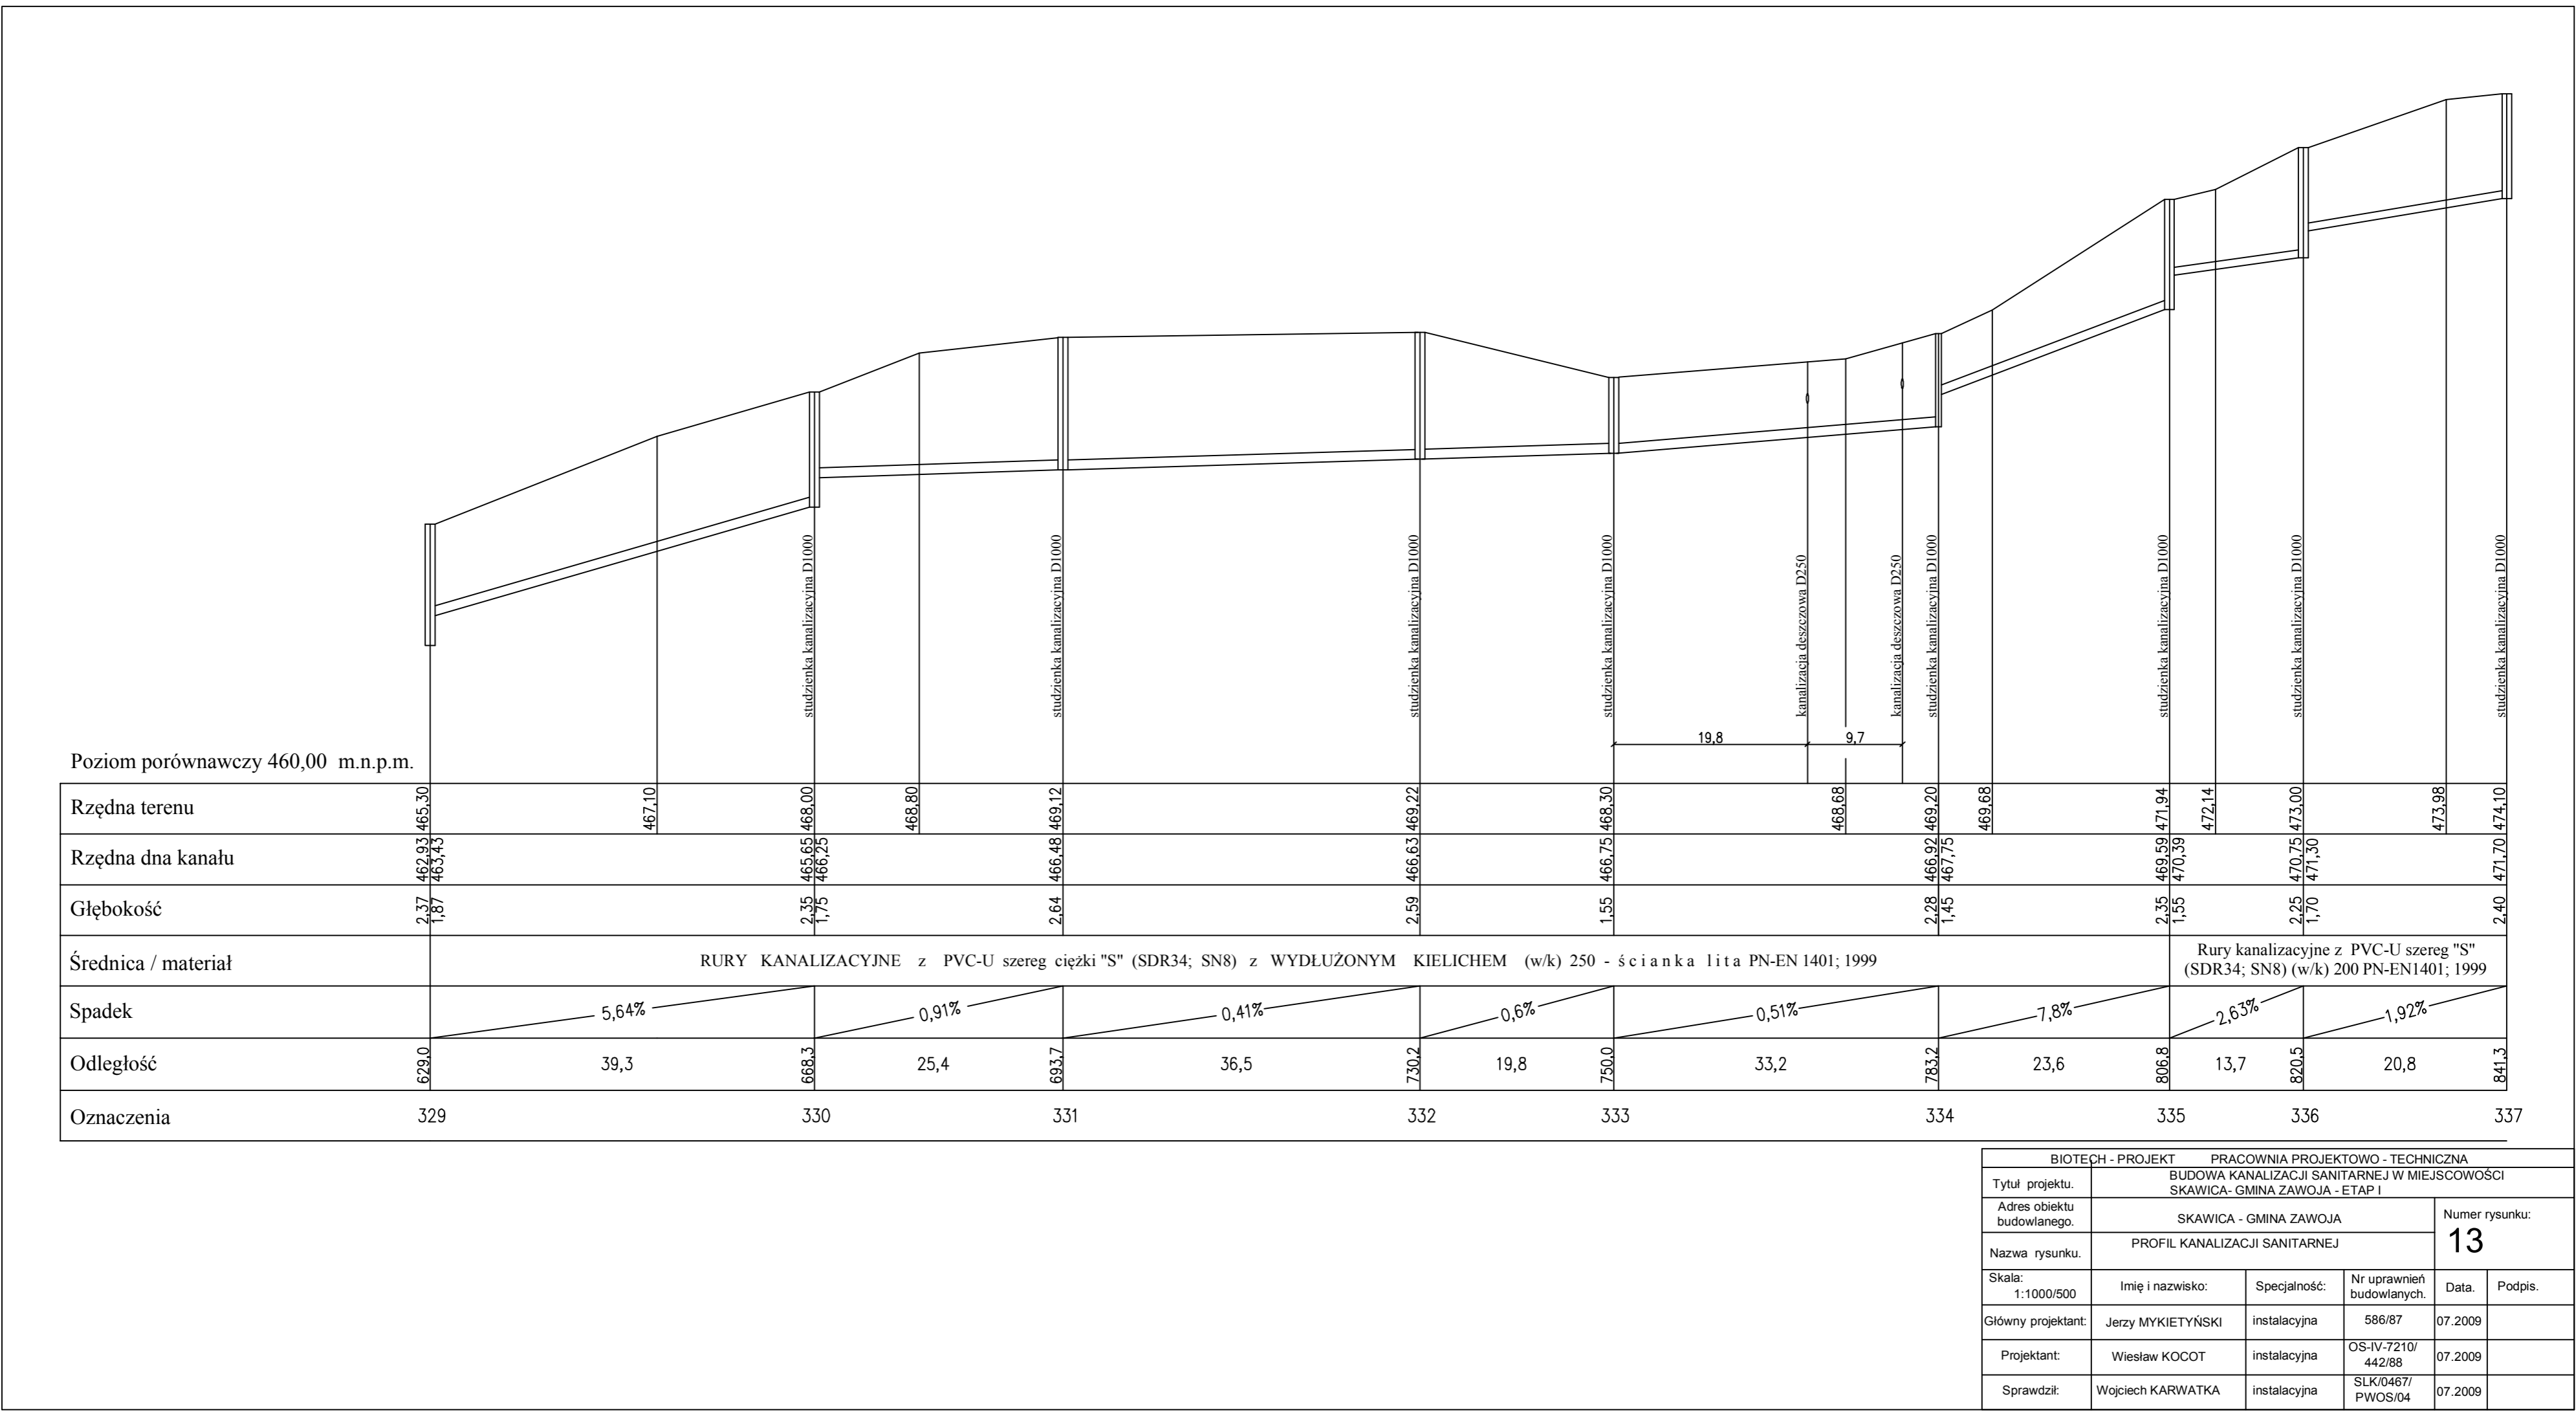 studzienka kanalizacyjna D1000
studzienka kanalizacyjna D1000
studzienka kanalizacyjna D1000
studzienka kanalizacyjna D1000
kanalizacja deszczowa D250
kanalizacja deszczowa D250
studzienka kanalizacyjna D1000
studzienka kanalizacyjna D1000
studzienka kanalizacyjna D1000
studzienka kanalizacyjna D1000
19,8 9,7
Poziom porównawczy 460,00 m.n.p.m.
Rzędna terenu 465,30 467,10 468,00 468,80 469,12 469,22 468,30 468,68 469,20 469,68 471,94 472,14 473,00 473,98 474,10
Rzędna dna kanału 462,93 463,43 465,65 466,25 466,48 466,63 466,75 466,92 467,75 469,59 470,39 470,75 471,30 471,70
Głębokość 2,37 1,87 2,35 1,75 2,64 2,59 1,55 2,28 1,45 2,35 1,55 2,25 1,70 2,40
Średnica / materiał RURY KANALIZACYJNE z PVC-U szereg ciężki "S" (SDR34; SN8) z WYDŁUŻONYM KIELICHEM (w/k) 250 - ścianka lita PN-EN 1401; 1999
Rury kanalizacyjne z PVC-U szereg "S"
(SDR34; SN8) (w/k) 200 PN-EN1401; 1999
Spadek 5,64% 0,91% 0,41% 0,6% 0,51% 7,8% 2,63% 1,92%
Odległość 629,0 39,3 668,3 25,4 693,7 36,5 730,2 19,8 750,0 33,2 783,2 23,6 806,8 13,7 820,5 20,8 841,3
Oznaczenia 329 330 331 332 333 334 335 336 337
BIOTECH - PROJEKT PRACOWNIA PROJEKTOWO - TECHNICZNA
Tytuł projektu. BUDOWA KANALIZACJI SANITARNEJ W MIEJSCOWOŚCI
SKAWICA- GMINA ZAWOJA - ETAP I
Adres obiektu
budowlanego. SKAWICA - GMINA ZAWOJA
Numer rysunku:
13
Nazwa rysunku. PROFIL KANALIZACJI SANITARNEJ
Skala:
1:1000/500
Imię i nazwisko: Specjalność: Nr uprawnień
budowlanych. Data. Podpis.
Główny projektant: Jerzy MYKIETYŃSKI instalacyjna 586/87 07.2009
Projektant: Wiesław KOCOT instalacyjna OS-IV-7210/
442/88 07.2009
Sprawdził: Wojciech KARWATKA instalacyjna SLK/0467/
PWOS/04 07.2009